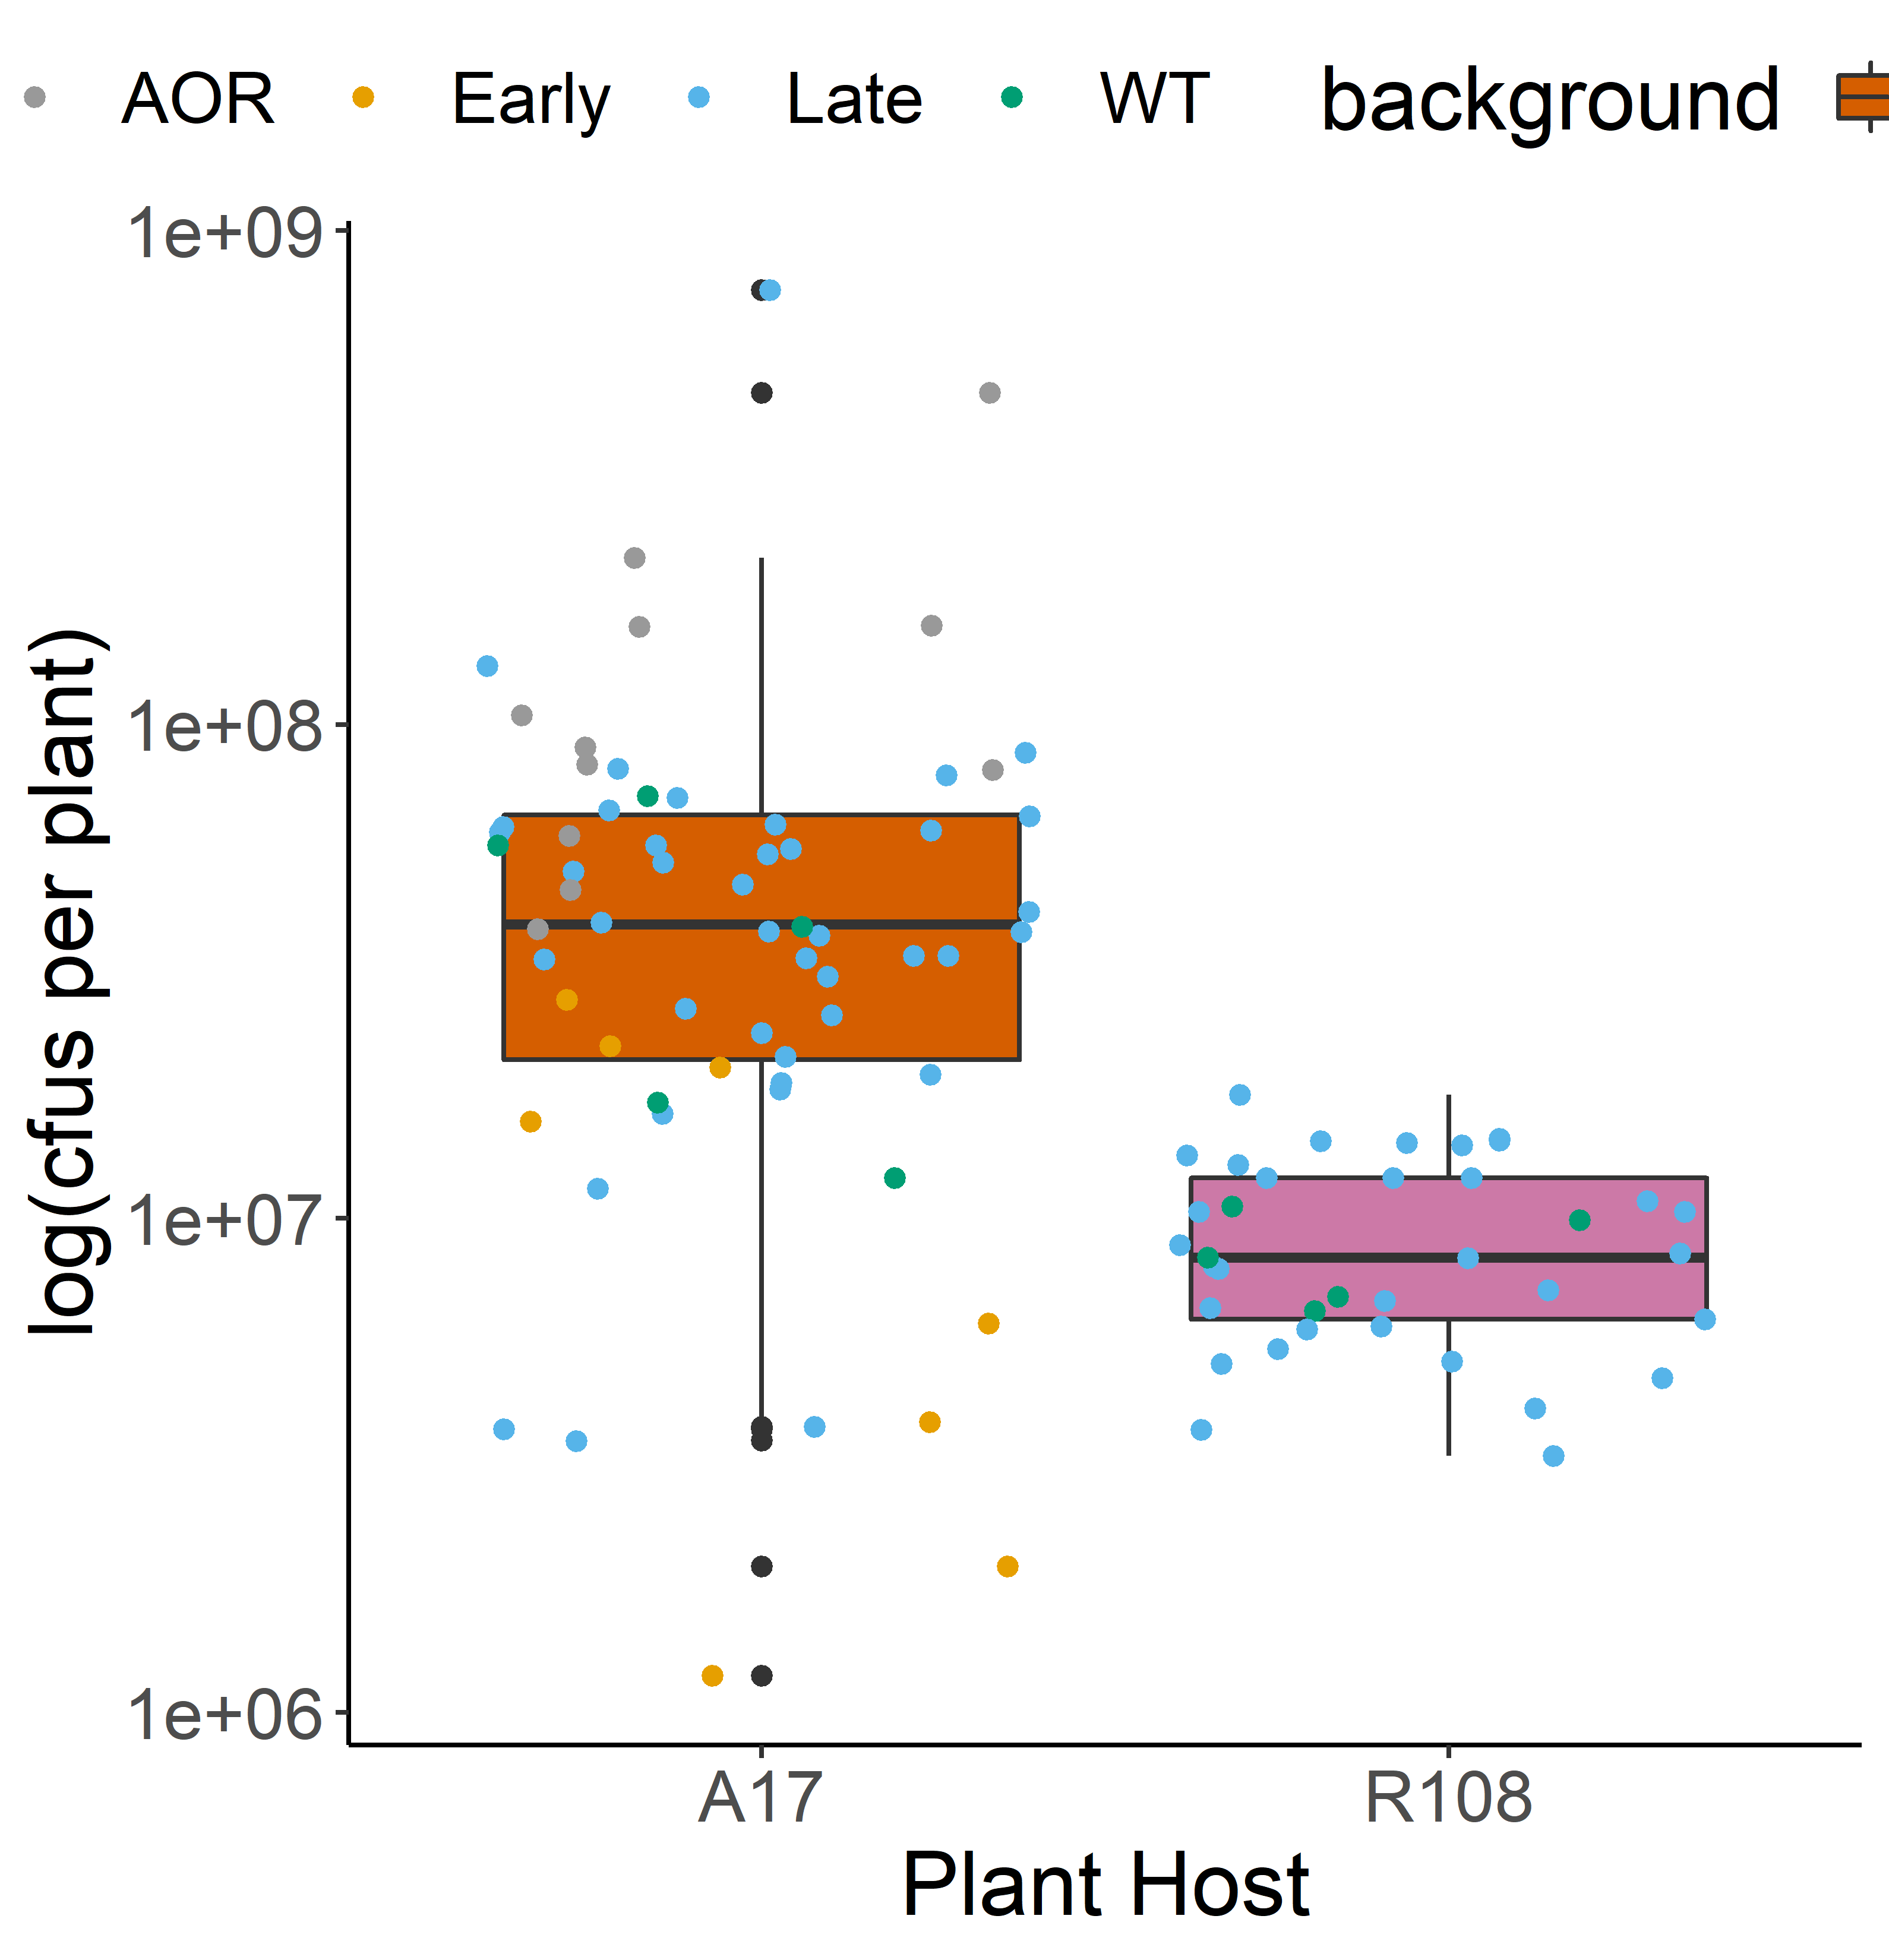 AOR Early Late WT background
1e+09
1e+08
1e+07
1e+06
log(cfus per plant)
A17 R108
Plant Host